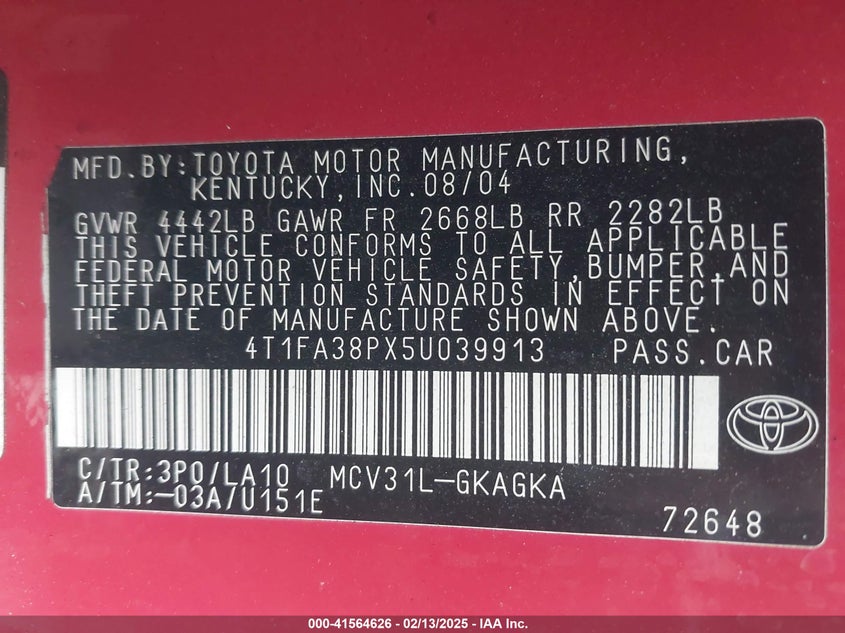 MFD.BY:TOYOTA MOTOR MANUFACTURING,
KENTUCKY,INC.08/04
GVWR 4442LB GAWR FR 2668LB RR 2282LB
THIS VEHICLE CONFORMS TO ALL APPLICABLE
FEDERAL MOTOR VEHICLE SAFETY,BUMPER,AND
THEFT PREVENTION STANDARDS IN EFFECT ON
THE DATE OF MANUFACTURE SHOWN ABOVE.
4T1FA38PX5U039913 PASS.CAR
C/TR:3P0/LA10 MCV31L-GKAGKA
A/TM:-03A/U151E
72648
000-41564626 - 02/13/2025 - IAA Inc.